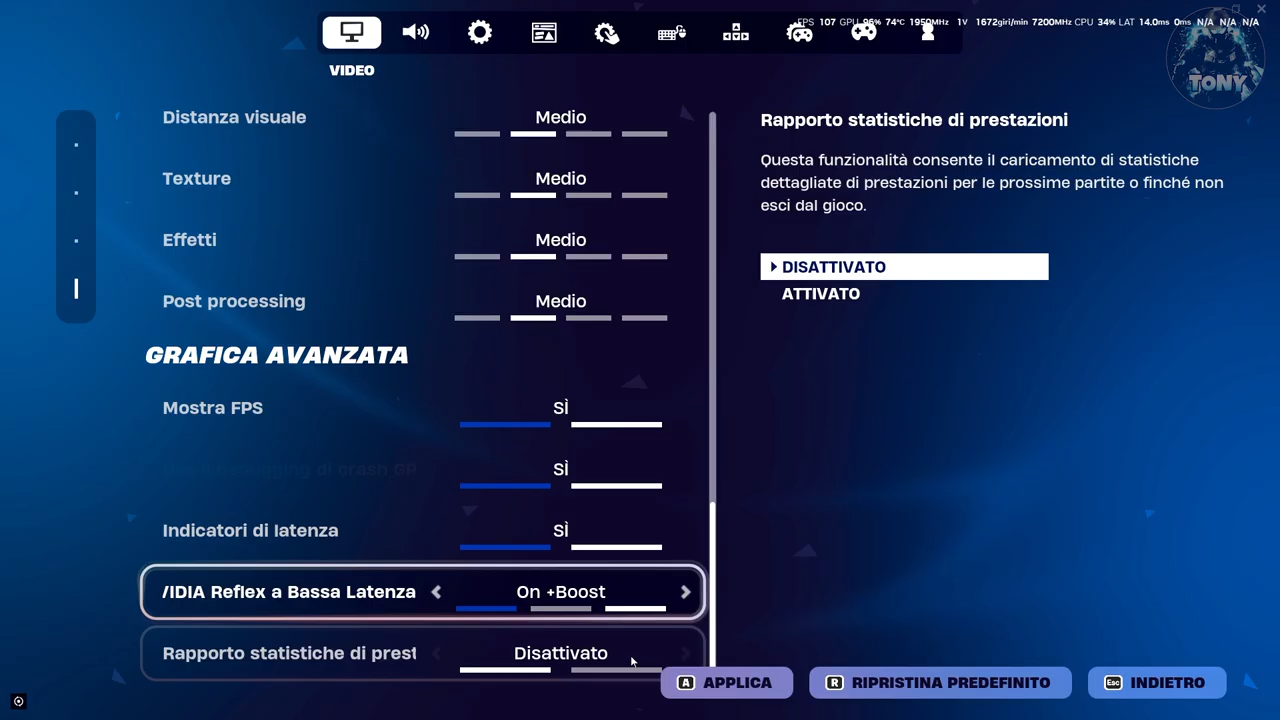 FPS 107 GPU 96% 74°C 1950MHz 1V 1672giri/min 7200MHz CPU 34% LAT 14.0ms 0ms N/A N/A N/A
VIDEO
TONY
Distanza visuale Medio
Texture Medio
Effetti Medio
Post processing Medio
GRAFICA AVANZATA
Mostra FPS SÌ
debugging di crash GP SÌ
Indicatori di latenza SÌ
/IDIA Reflex a Bassa Latenza On +Boost
Rapporto statistiche di prest Disattivato
Rapporto statistiche di prestazioni
Questa funzionalità consente il caricamento di statistiche
dettagliate di prestazioni per le prossime partite o finché non
esci dal gioco.
DISATTIVATO
ATTIVATO
A APPLICA
R RIPRISTINA PREDEFINITO
Esc INDIETRO